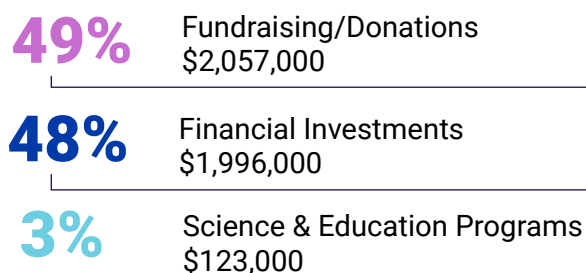 49%
Fundraising/Donations
$2,057,000
48%
Financial Investments
$1,996,000
3%
Science & Education Programs
$123,000